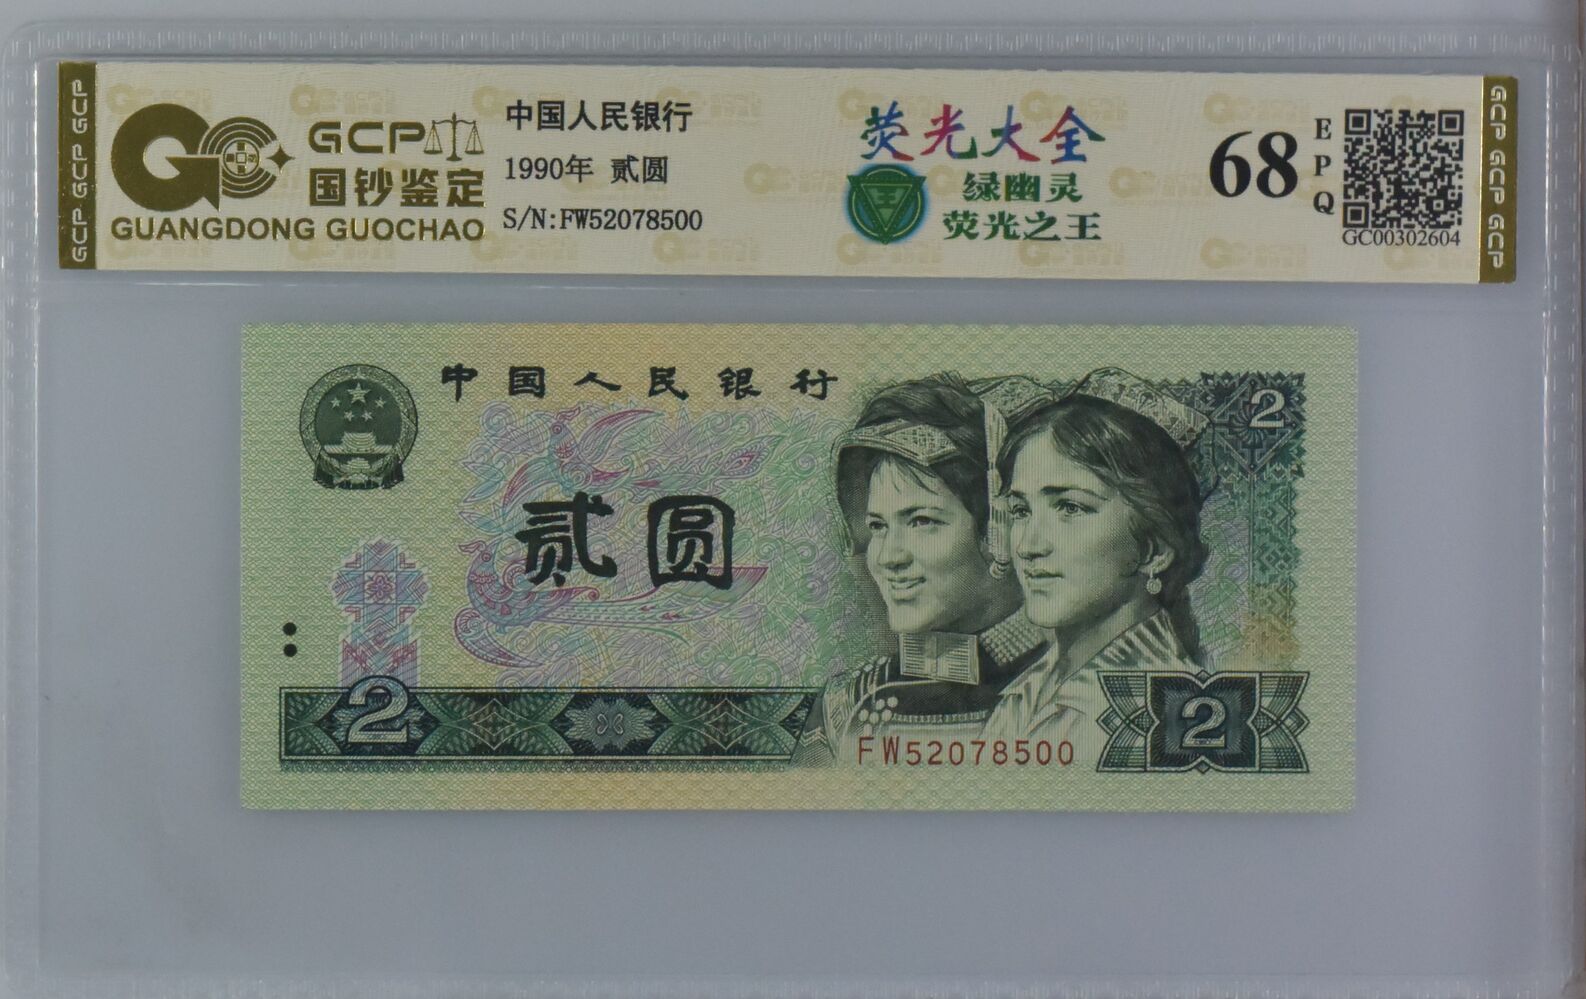 GCP GCP GCP
GCP
国钞鉴定
GUANGDONG GUOCHAO
中国人民银行
1990年 贰圆
S/N:FW52078500
荧光大全
王
绿幽灵
荧光之王
68
EPQ
GC00302604
GCP GCP GCP
中国人民银行
2
贰圆
2
FW52078500
2